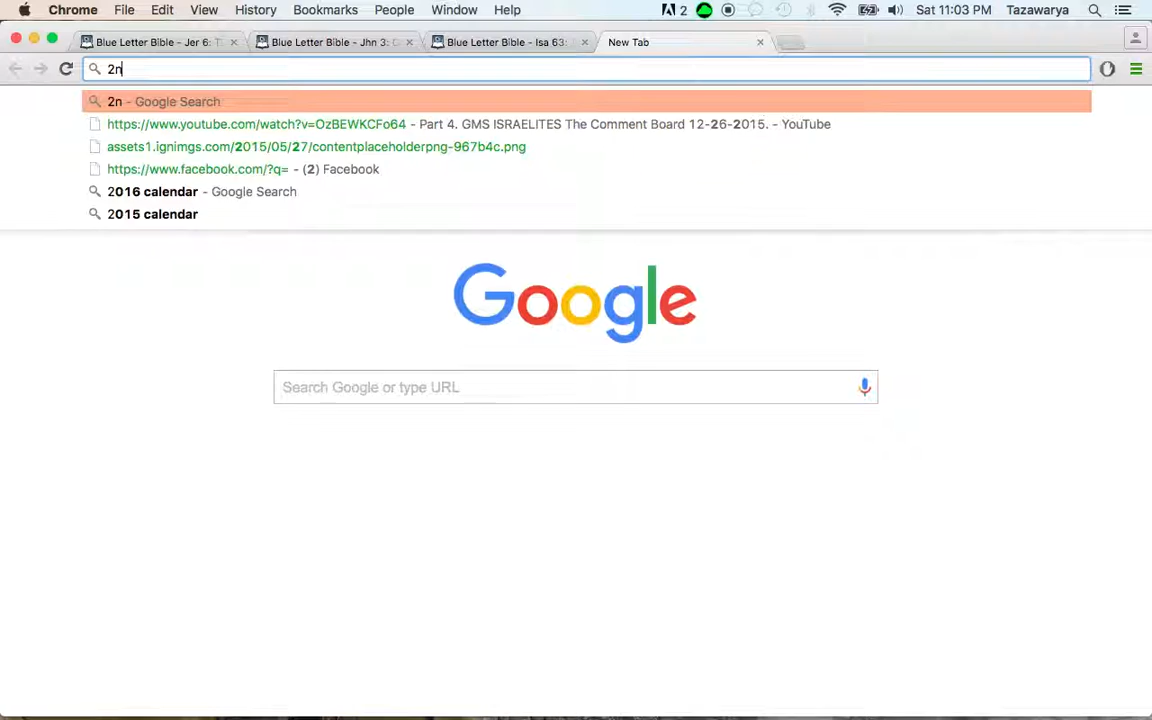 Chrome File Edit View History Bookmarks People Window Help 2 Sat 11:03 PM Tazawarya
Blue Letter Bible - Jer 6: Blue Letter Bible - Jhn 3: Blue Letter Bible - Isa 63: New Tab
2n
2n - Google Search
https://www.youtube.com/watch?v=OzBEWKCFo64 - Part 4. GMS ISRAELITES The Comment Board 12-26-2015. - YouTube
assets1.ignimgs.com/2015/05/27/contentplaceholderpng-967b4c.png
https://www.facebook.com/?q= - (2) Facebook
2016 calendar - Google Search
2015 calendar
Google
Search Google or type URL